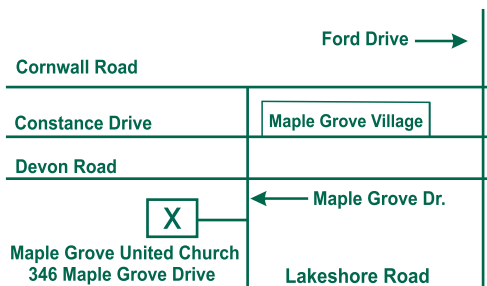 Ford Drive
Cornwall Road
Constance Drive
Maple Grove Village
Devon Road
Maple Grove Dr.
X
Maple Grove United Church
346 Maple Grove Drive
Lakeshore Road